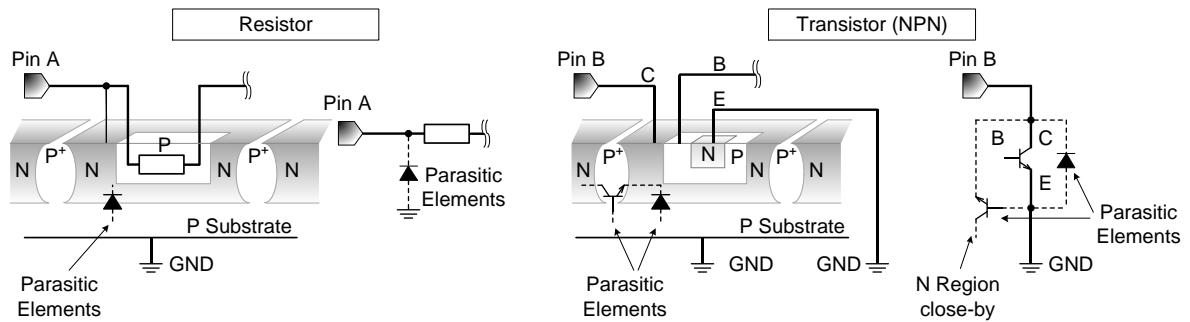 Resistor
Transistor (NPN)
Pin A
Pin A
N
P+
N
P
P+
N
Parasitic
Elements
P Substrate
GND
Parasitic
Elements
Pin B
C
B
E
N
P+
N
N
P
P+
N
P Substrate
GND
GND
Parasitic
Elements
Pin B
B
C
E
Parasitic
Elements
GND
N Region
close-by